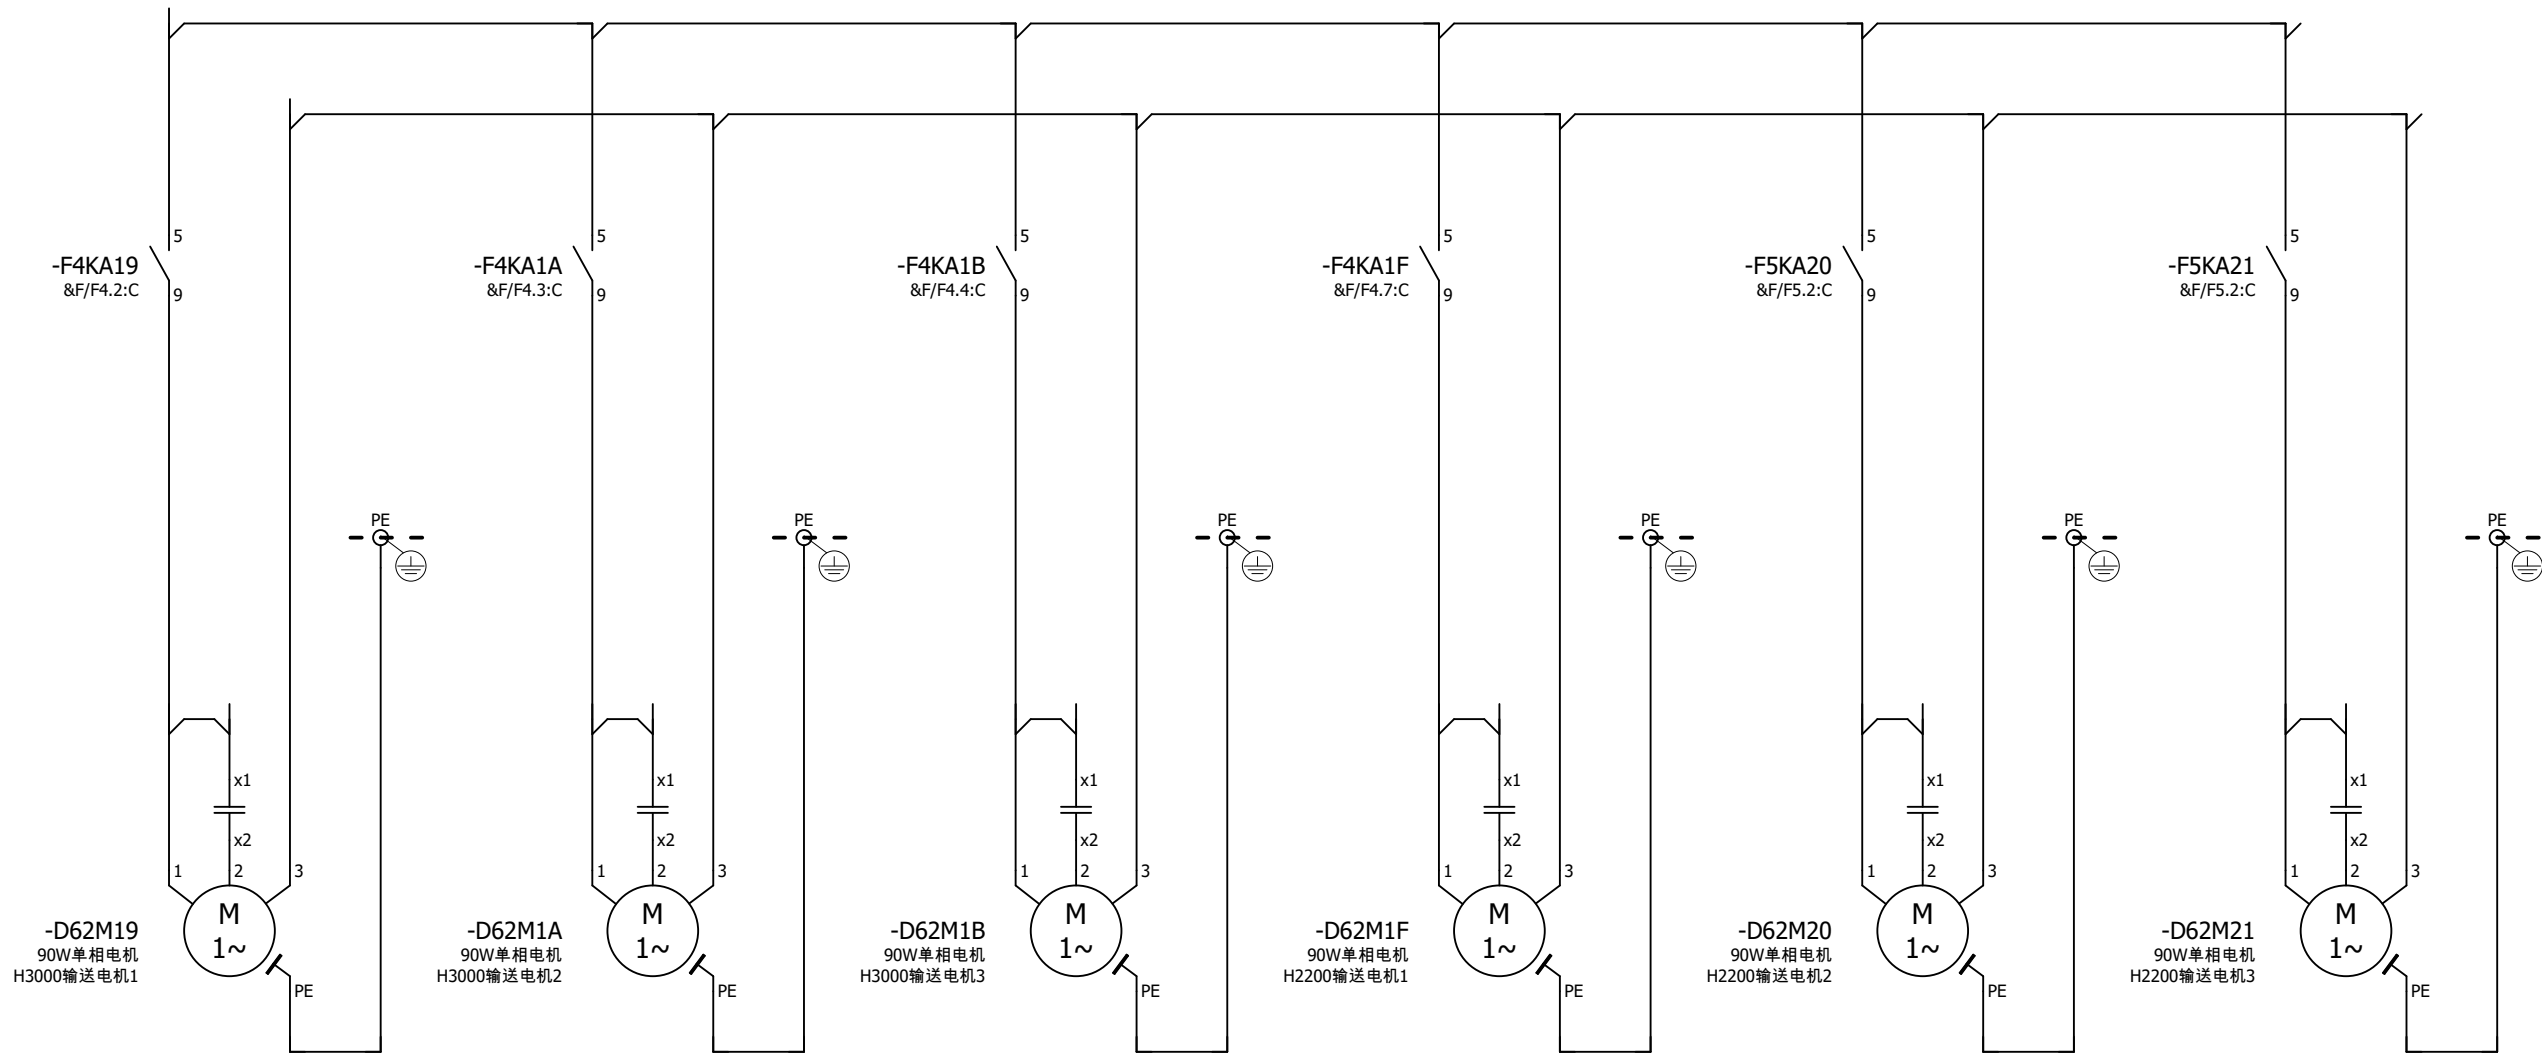 5
-F4KA19
&F/F4.2:C
9
5
-F4KA1A
&F/F4.3:C
9
5
-F4KA1B
&F/F4.4:C
9
5
-F4KA1F
&F/F4.7:C
9
5
-F5KA20
&F/F5.2:C
9
5
-F5KA21
&F/F5.2:C
9
PE
PE
PE
PE
PE
PE
x1
x2
1
2
3
M
1~
-D62M19
90W单相电机
H3000输送电机1
PE
x1
x2
1
2
3
M
1~
-D62M1A
90W单相电机
H3000输送电机2
PE
x1
x2
1
2
3
M
1~
-D62M1B
90W单相电机
H3000输送电机3
PE
x1
x2
1
2
3
M
1~
-D62M1F
90W单相电机
H2200输送电机1
PE
x1
x2
1
2
3
M
1~
-D62M20
90W单相电机
H2200输送电机2
PE
x1
x2
1
2
3
M
1~
-D62M21
90W单相电机
H2200输送电机3
PE